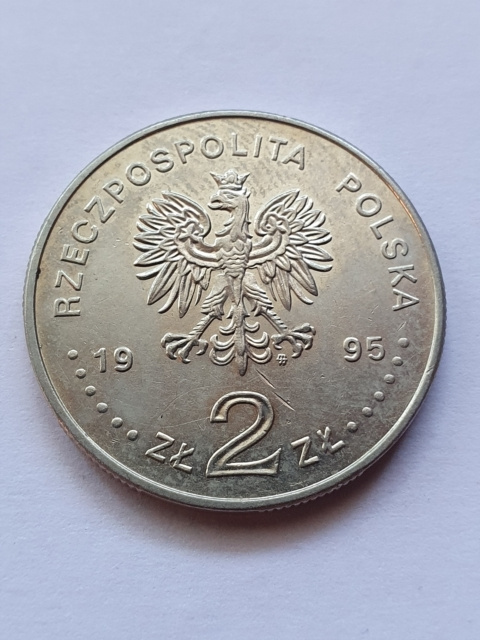 RZECZPOSPOLITA POLSKA
19 95
ZŁ 2 ZŁ